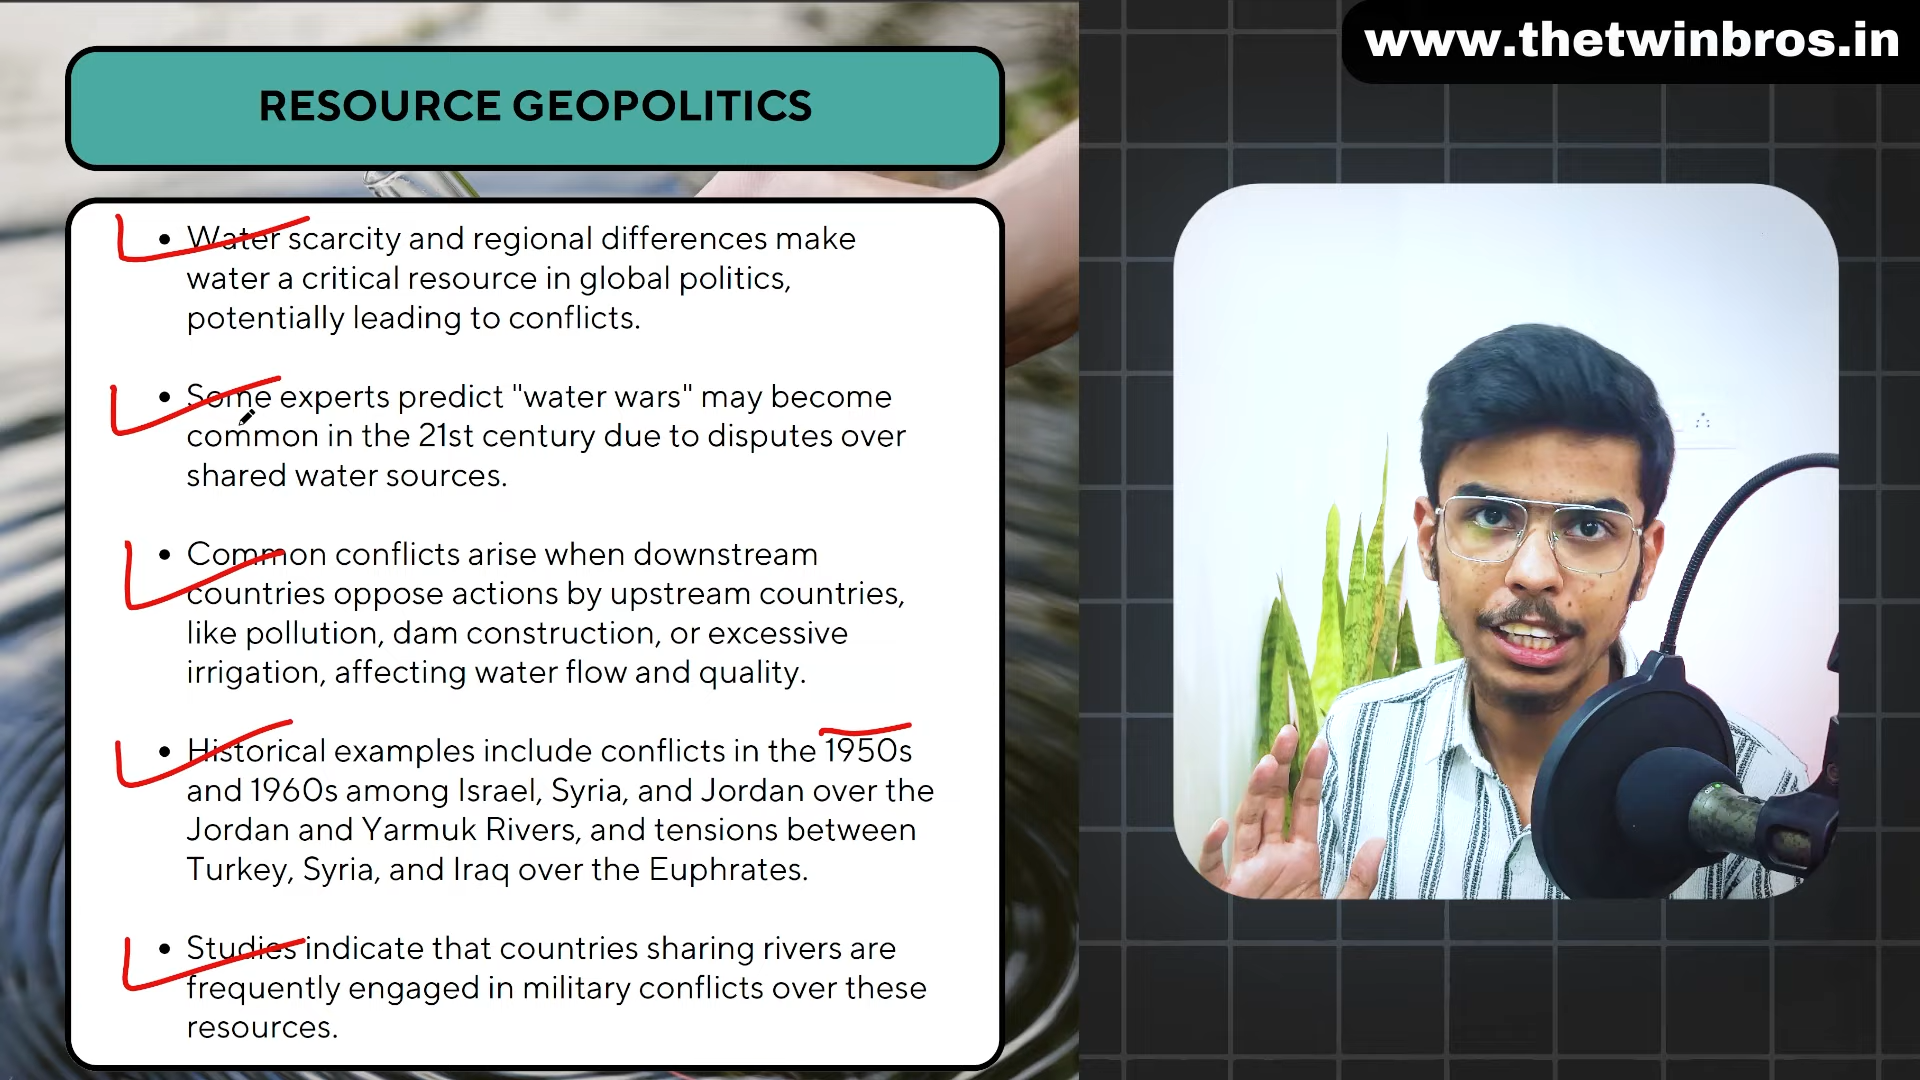 www.thetwinbros.in
RESOURCE GEOPOLITICS
• Water scarcity and regional differences make
water a critical resource in global politics,
potentially leading to conflicts.
• Some experts predict "water wars" may become
common in the 21st century due to disputes over
shared water sources.
• Common conflicts arise when downstream
countries oppose actions by upstream countries,
like pollution, dam construction, or excessive
irrigation, affecting water flow and quality.
• Historical examples include conflicts in the 1950s
and 1960s among Israel, Syria, and Jordan over the
Jordan and Yarmuk Rivers, and tensions between
Turkey, Syria, and Iraq over the Euphrates.
• Studies indicate that countries sharing rivers are
frequently engaged in military conflicts over these
resources.